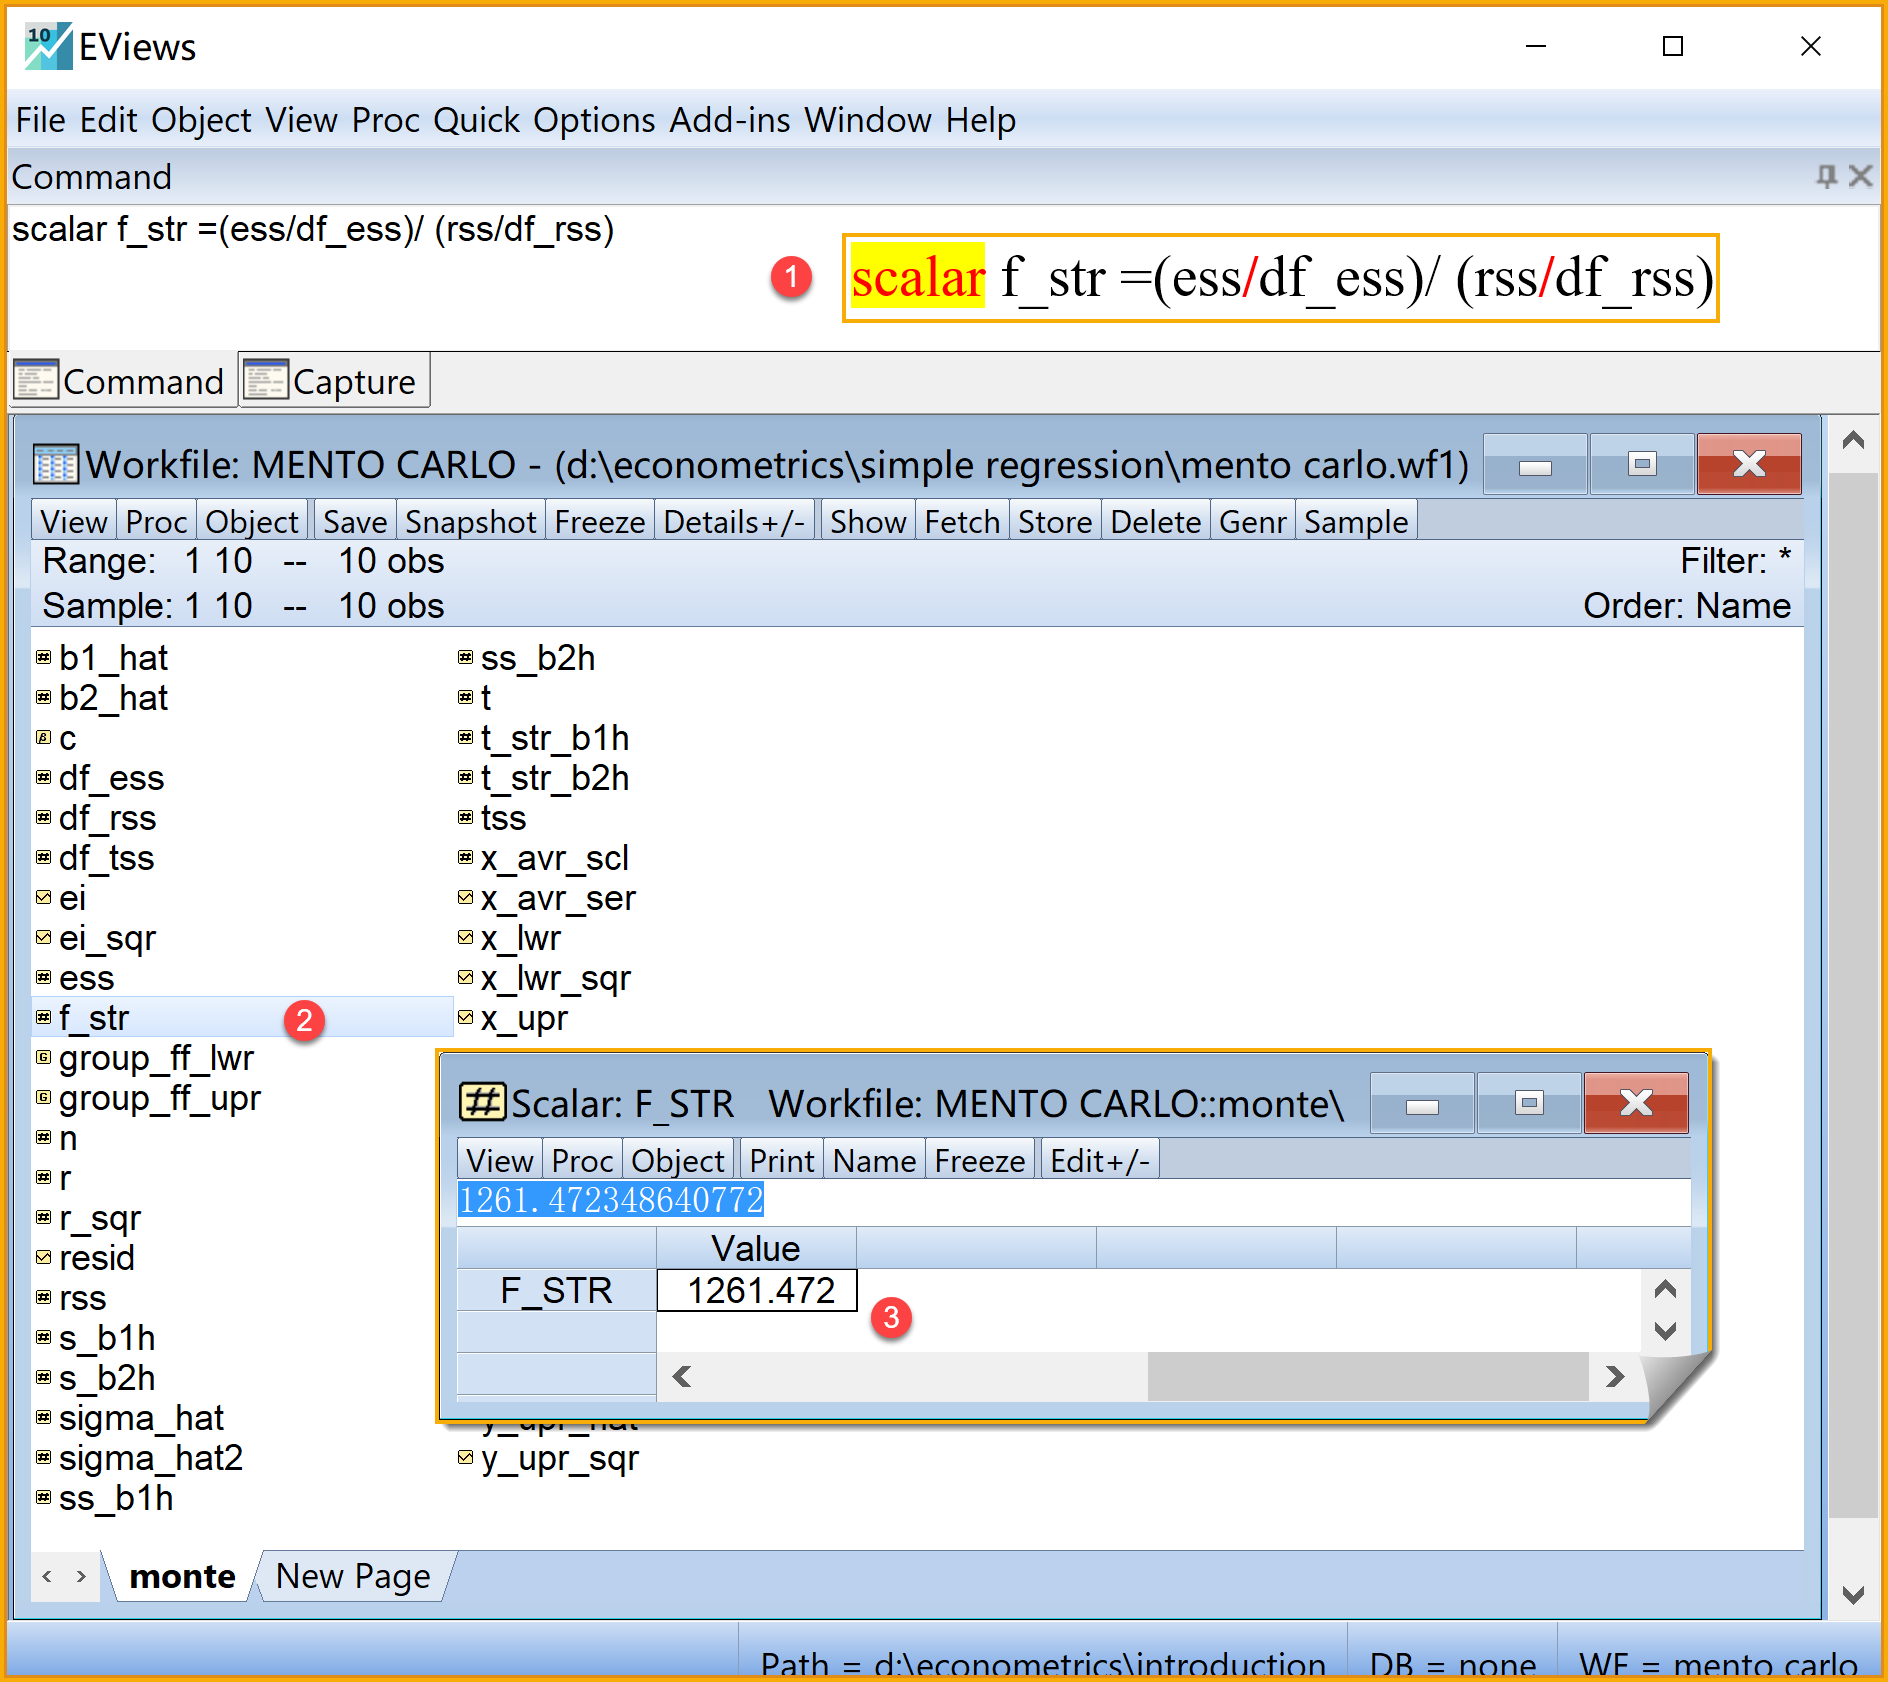 10 EViews
File Edit Object View Proc Quick Options Add-ins Window Help
Command
scalar f_str =(ess/df_ess)/ (rss/df_rss)
1 scalar f_str =(ess/df_ess)/ (rss/df_rss)
Command Capture
Workfile: MENTO CARLO - (d:\econometrics\simple regression\mento carlo.wf1)
View Proc Object Save Snapshot Freeze Details+/- Show Fetch Store Delete Genr Sample
Range: 1 10 -- 10 obs Filter: *
Sample: 1 10 -- 10 obs Order: Name
b1_hat
b2_hat
c
df_ess
df_rss
df_tss
ei
ei_sqr
ess
f_str 2
group_ff_lwr
group_ff_upr
n
r
r_sqr
resid
rss
s_b1h
s_b2h
sigma_hat
sigma_hat2
ss_b1h
ss_b2h
t
t_str_b1h
t_str_b2h
tss
x_avr_scl
x_avr_ser
x_lwr
x_lwr_sqr
x_upr
Scalar: F_STR Workfile: MENTO CARLO::monte\
View Proc Object Print Name Freeze Edit+/-
1261.472348640772
Value
F_STR 1261.472
3
y_upr_hat
y_upr_sqr
monte New Page
Path = d:\econometrics\introduction DB = none WF = mento carlo